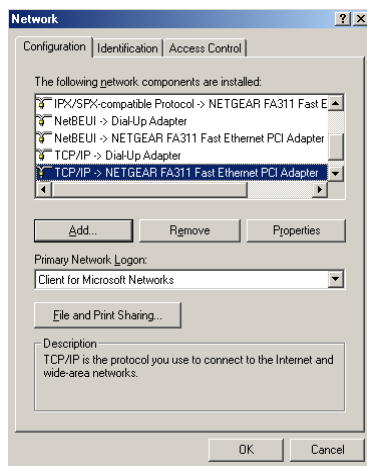 Network
? ×
Configuration Identification Access Control
The following network components are installed:
IPX/SPX-compatible Protocol -> NETGEAR FA311 Fast E
NetBEUI -> Dial-Up Adapter
NetBEUI -> NETGEAR FA311 Fast Ethernet PCI Adapter
TCP/IP -> Dial-Up Adapter
TCP/IP -> NETGEAR FA311 Fast Ethernet PCI Adapter
Add... Remove Properties
Primary Network Logon:
Client for Microsoft Networks
File and Print Sharing...
Description
TCP/IP is the protocol you use to connect to the Internet and
wide-area networks.
OK Cancel